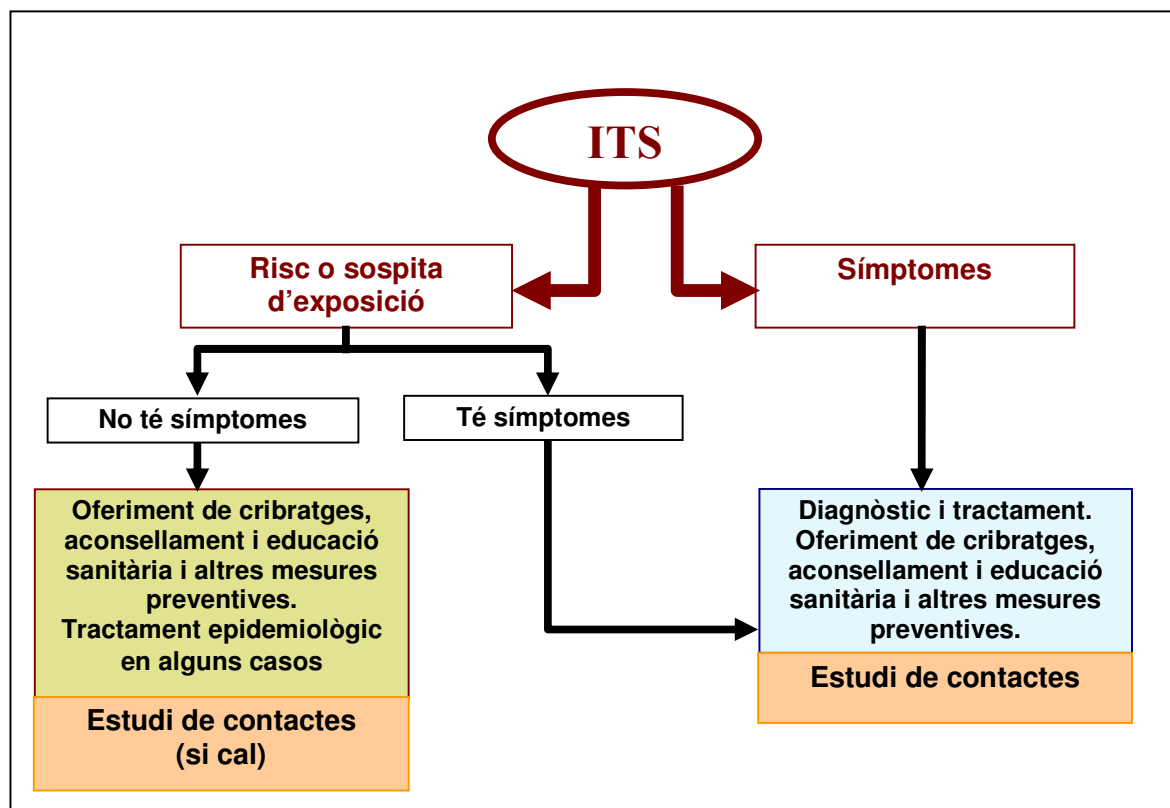 ITS
Risc o sospita
d’exposició
Símptomes
No té símptomes
Té símptomes
Oferiment de cribratges,
aconsellament i educació
sanitària i altres mesures
preventives.
Tractament epidemiològic
en alguns casos
Estudi de contactes
(si cal)
Diagnòstic i tractament.
Oferiment de cribratges,
aconsellament i educació
sanitària i altres mesures
preventives.
Estudi de contactes